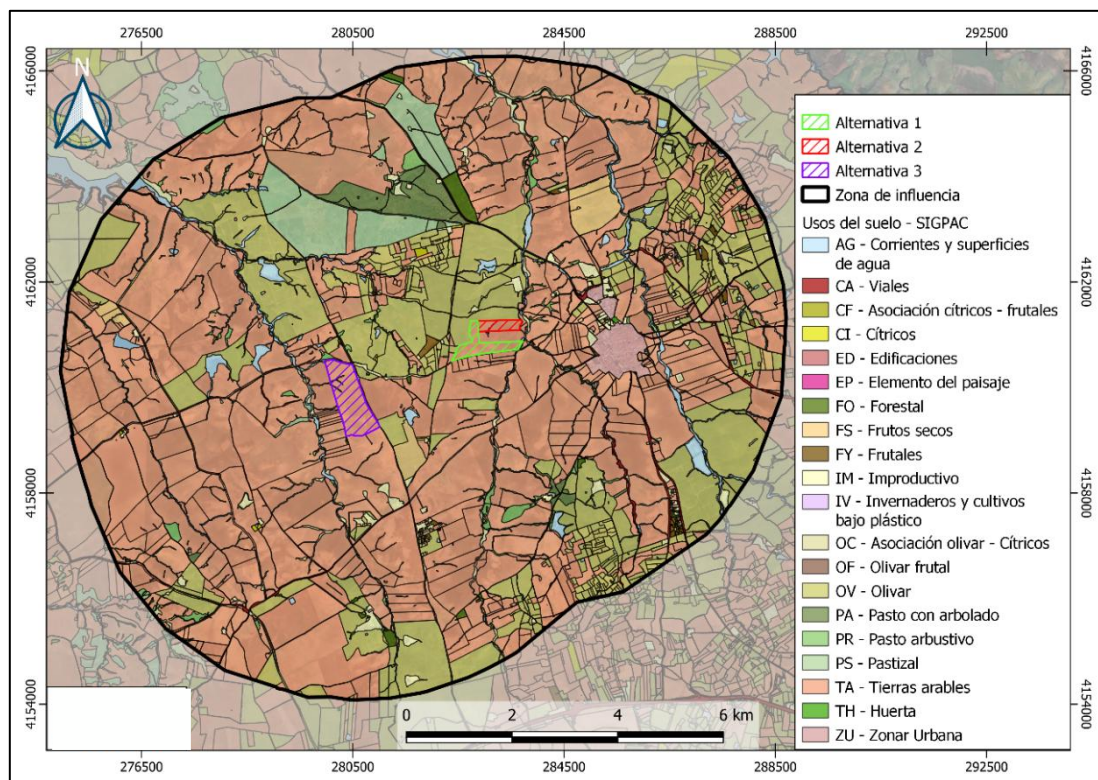 276500 280500 284500 288500 292500
4166000
4166000
N
Alternativa 1
Alternativa 2
Alternativa 3
Zona de influencia
Usos del suelo - SIGPAC
AG - Corrientes y superficies
de agua
CA - Viales
CF - Asociación cítricos - frutales
CI - Cítricos
ED - Edificaciones
EP - Elemento del paisaje
FO - Forestal
FS - Frutos secos
FY - Frutales
IM - Improductivo
IV - Invernaderos y cultivos
bajo plástico
OC - Asociación olivar - Cítricos
OF - Olivar frutal
OV - Olivar
PA - Pasto con arbolado
PR - Pasto arbustivo
PS - Pastizal
TA - Tierras arables
TH - Huerta
ZU - Zonar Urbana
4162000
4162000
4158000
4158000
4154000
4154000
0 2 4 6 km
276500 280500 284500 288500 292500